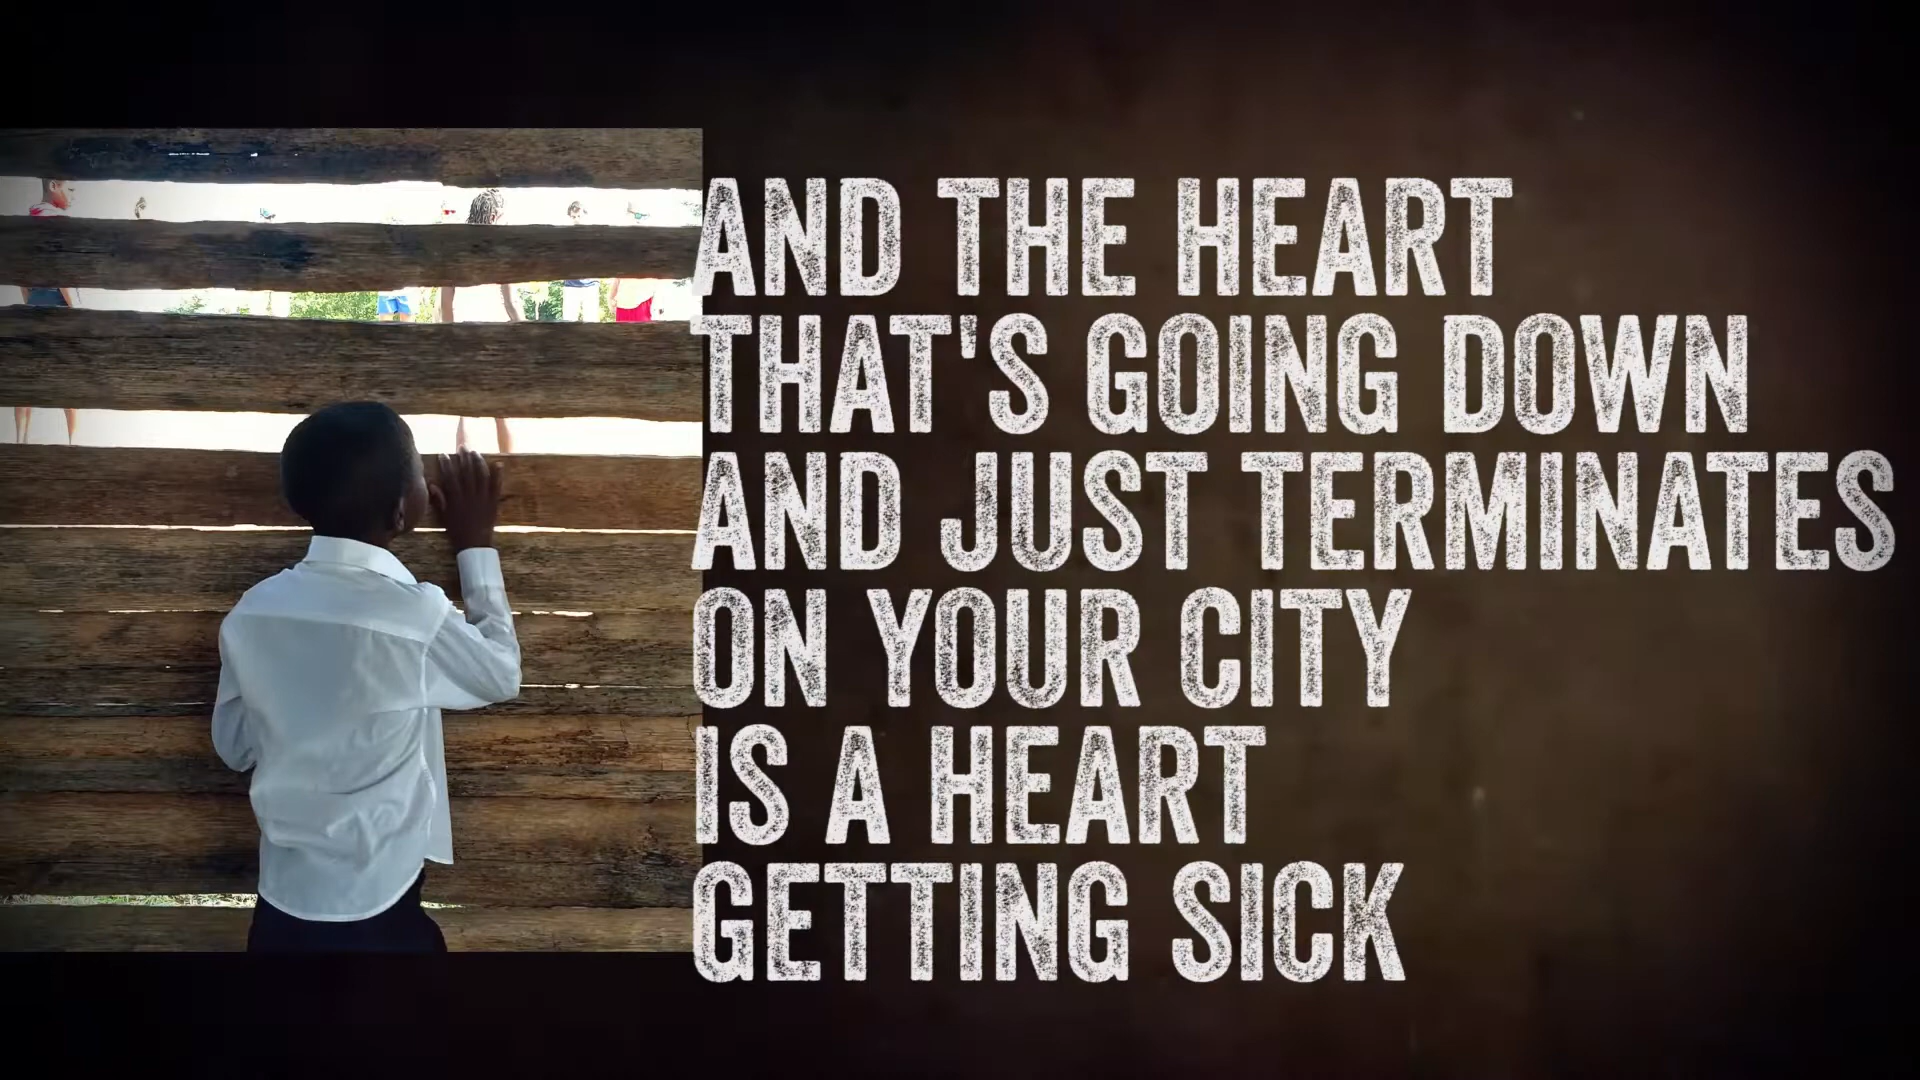 AND THE HEART
THAT'S GOING DOWN
AND JUST TERMINATES
ON YOUR CITY
IS A HEART
GETTING SICK